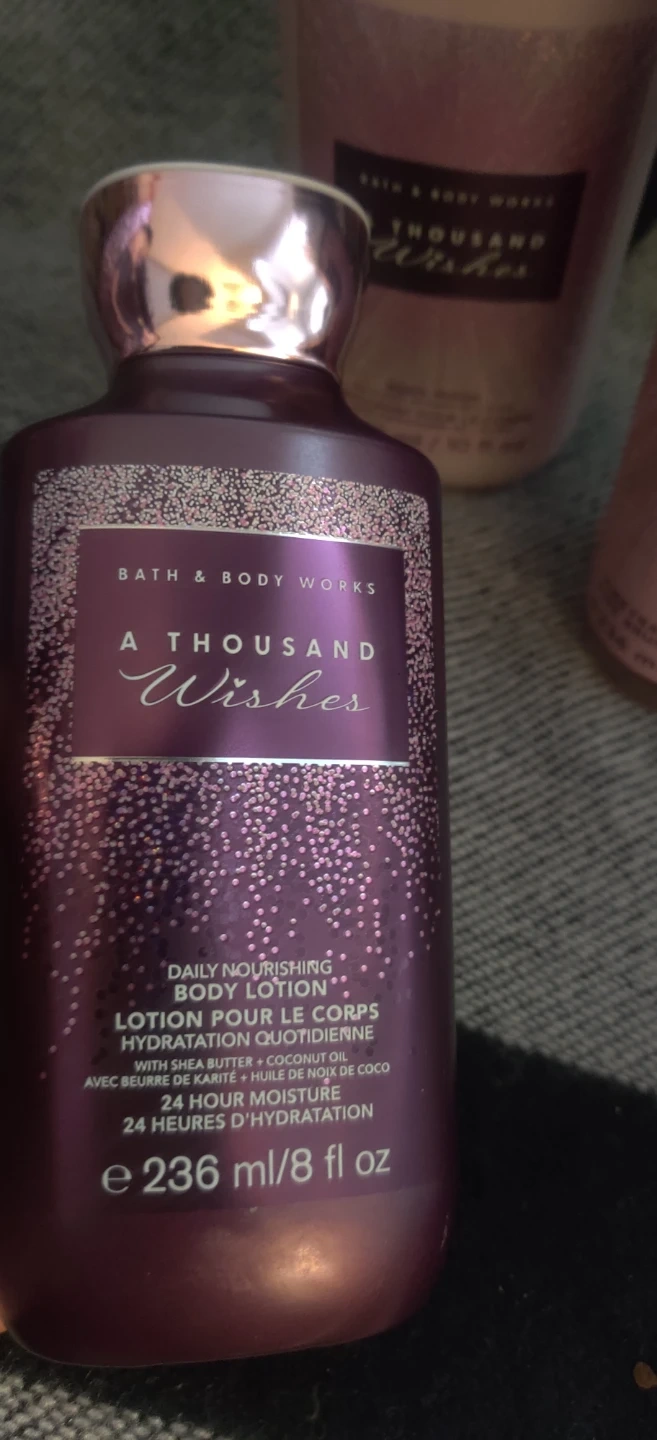 BATH & BODY WORKS
THOUSAND
Wishes
BATH & BODY WORKS
A THOUSAND
Wishes
DAILY NOURISHING
BODY LOTION
LOTION POUR LE CORPS
HYDRATATION QUOTIDIENNE
WITH SHEA BUTTER + COCONUT OIL
AVEC BEURRE DE KARITÉ + HUILE DE NOIX DE COCO
24 HOUR MOISTURE
24 HEURES D'HYDRATATION
℮ 236 ml/8 fl oz